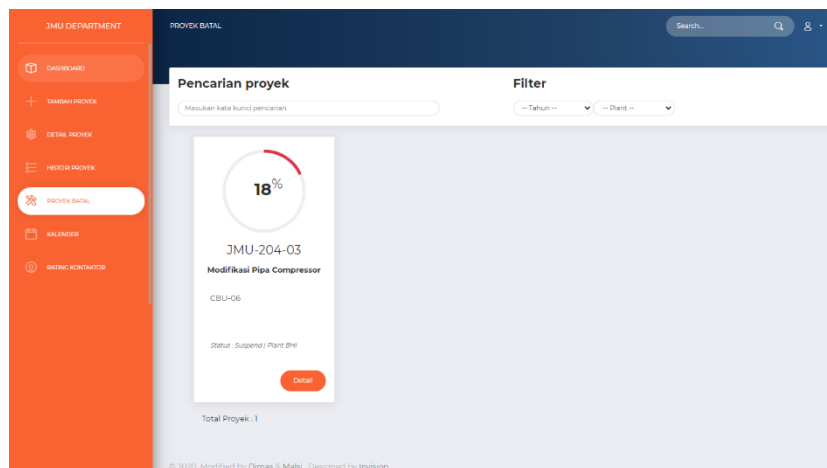 JMU DEPARTMENT
DASHBOARD
TAMBAH PROYEK
DETAIL PROYEK
HISTORI PROYEK
PROYEK BATAL
KALENDER
RATING KONTAKTOR
PROYEK BATAL
Search...
Pencarian proyek
Masukan kata kunci pencarian
Filter
-- Tahun --
-- Plant --
18%
JMU-204-03
Modifikasi Pipa Compressor
CBU-06
Status : Suspend / Plant BHI
Detail
Total Proyek : 1
© 2020, Modified by Dimas & Malsi . Designed by Invision